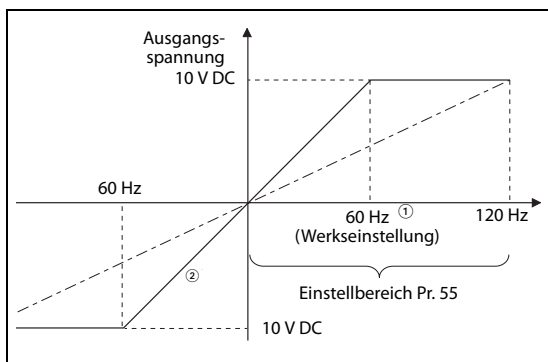 Ausgangs-
spannung
10 V DC
60 Hz
60 Hz ①
120 Hz
(Werkseinstellung)
②
Einstellbereich Pr. 55
10 V DC